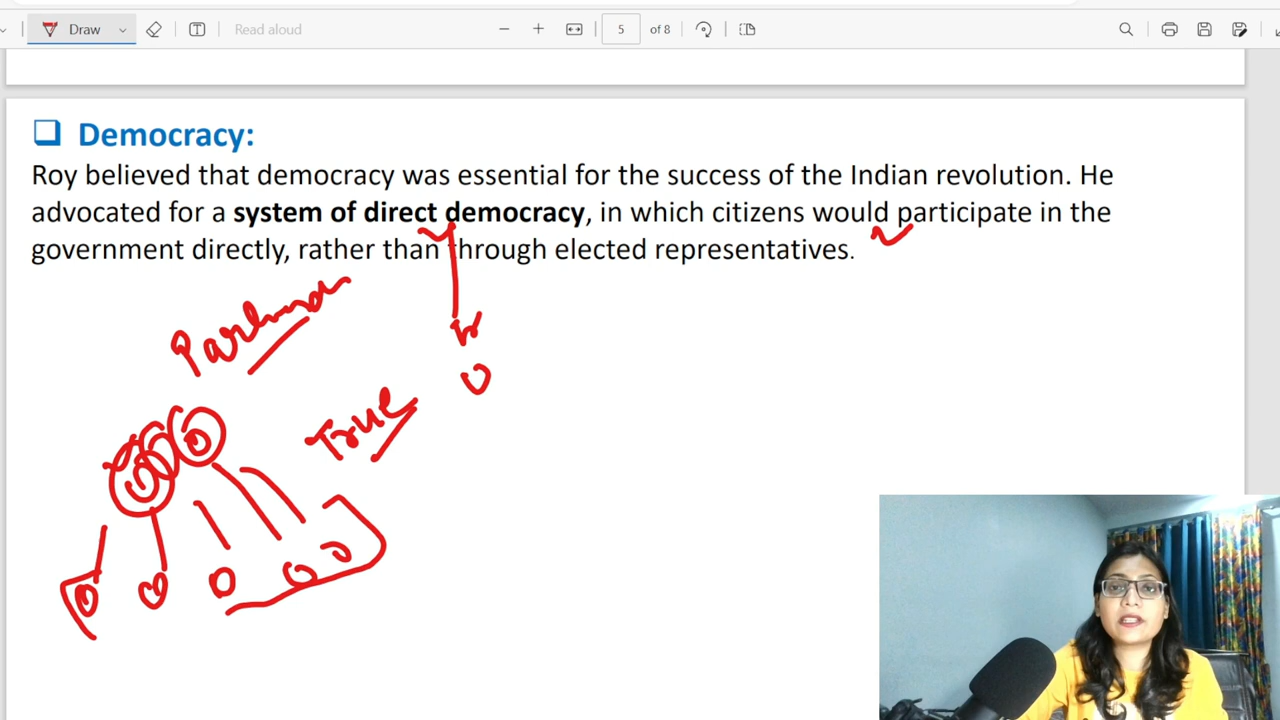 Draw
Read aloud
5 of 8
Democracy:
Roy believed that democracy was essential for the success of the Indian revolution. He
advocated for a system of direct democracy, in which citizens would participate in the
government directly, rather than through elected representatives.
True